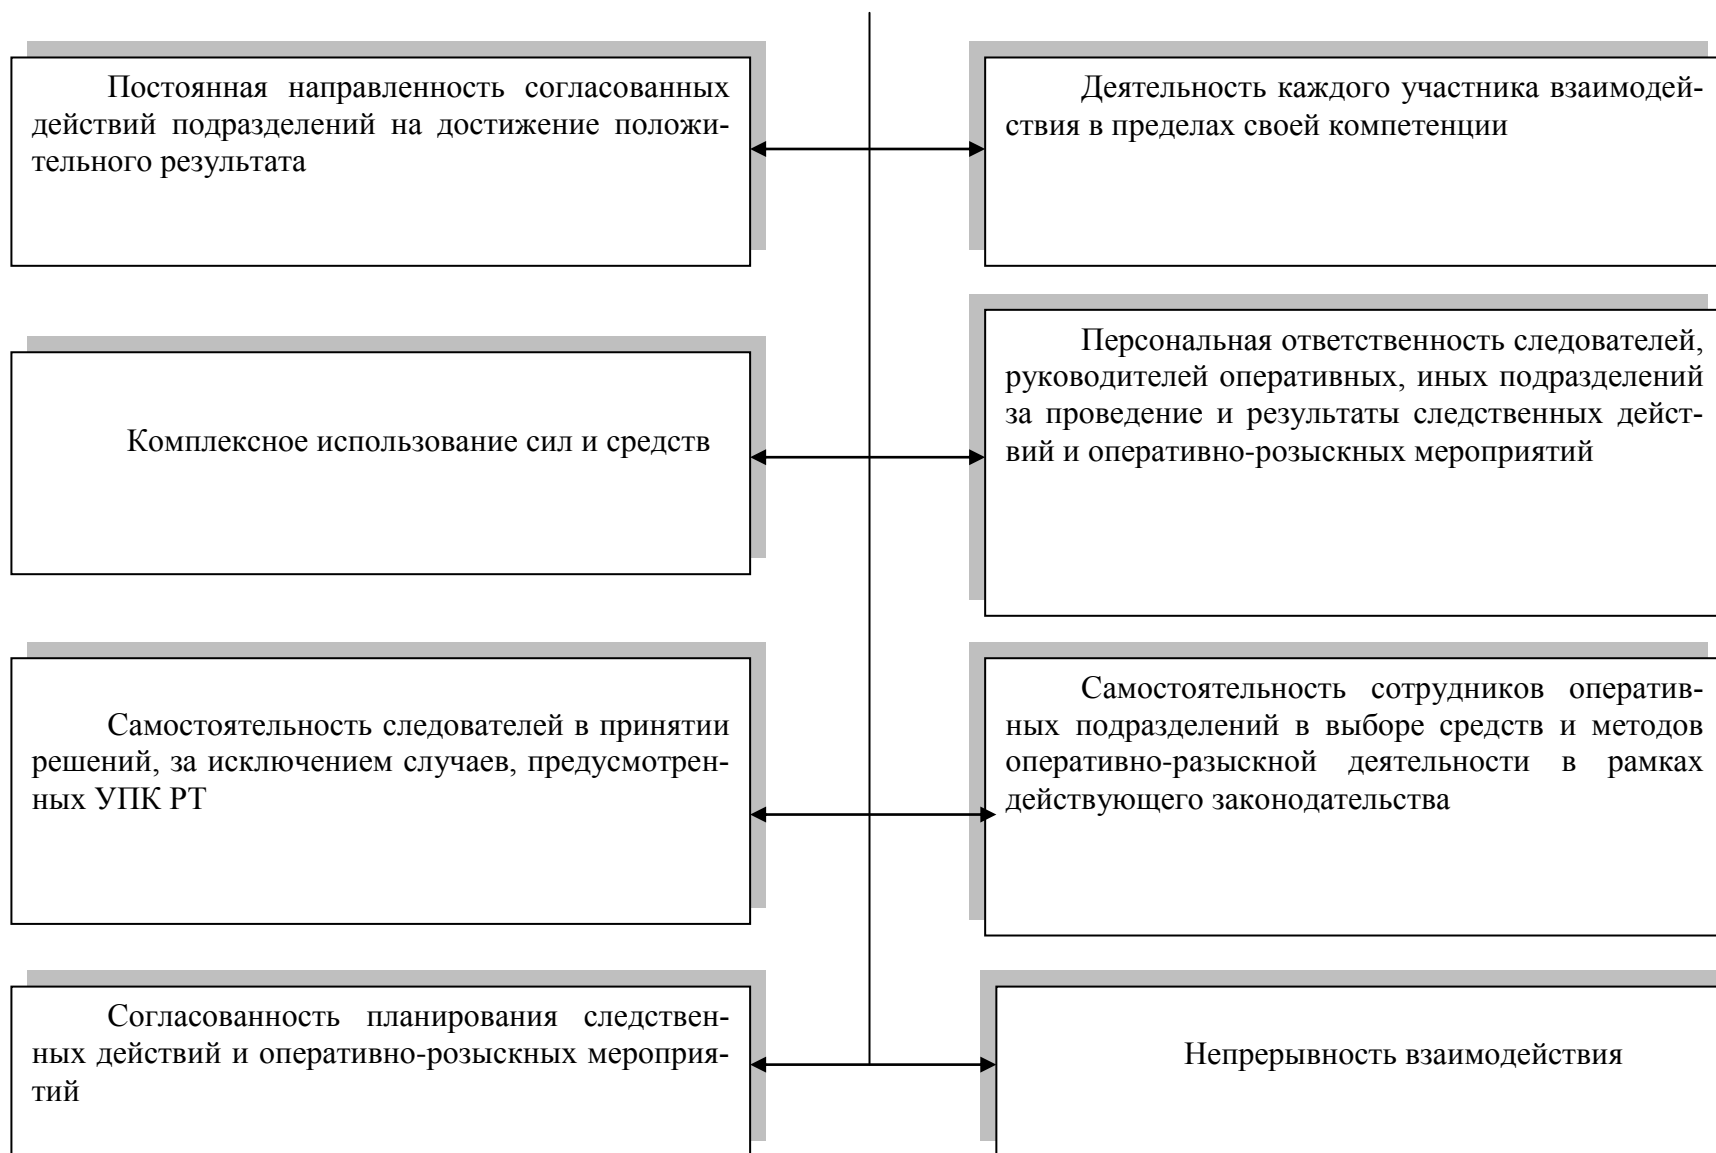 Постоянная направленность согласованных
действий подразделений на достижение положи-
тельного результата
Деятельность каждого участника взаимодей-
ствия в пределах своей компетенции
Комплексное использование сил и средств
Персональная ответственность следователей,
руководителей оперативных, иных подразделений
за проведение и результаты следственных дейст-
вий и оперативно-розыскных мероприятий
Самостоятельность следователей в принятии
решений, за исключением случаев, предусмотрен-
ных УПК РТ
Самостоятельность сотрудников оператив-
ных подразделений в выборе средств и методов
оперативно-разыскной деятельности в рамках
действующего законодательства
Согласованность планирования следствен-
ных действий и оперативно-розыскных мероприя-
тий
Непрерывность взаимодействия